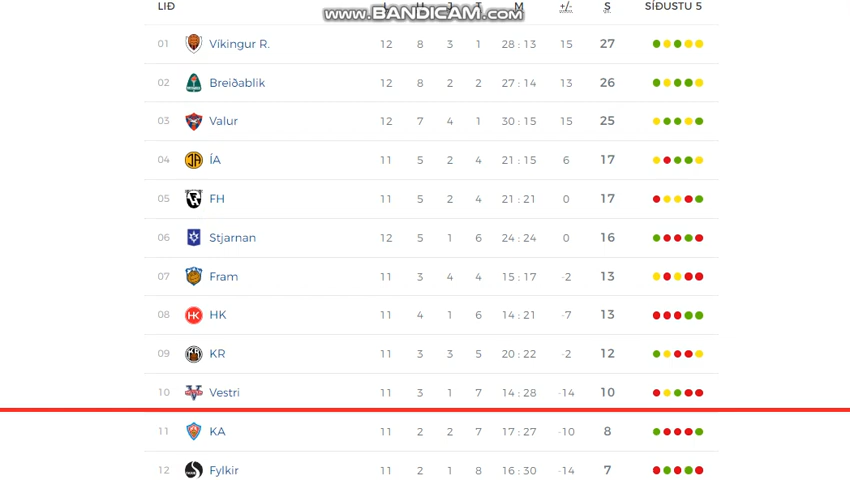 www.BANDICAM.com
LIÐ L U J T M +/- S SÍÐUSTU 5
01 Víkingur R. 12 8 3 1 28 : 13 15 27
02 Breiðablik 12 8 2 2 27 : 14 13 26
03 Valur 12 7 4 1 30 : 15 15 25
04 ÍA 11 5 2 4 21 : 15 6 17
05 FH 11 5 2 4 21 : 21 0 17
06 Stjarnan 12 5 1 6 24 : 24 0 16
07 Fram 11 3 4 4 15 : 17 -2 13
08 HK 11 4 1 6 14 : 21 -7 13
09 KR 11 3 3 5 20 : 22 -2 12
10 Vestri 11 3 1 7 14 : 28 -14 10
11 KA 11 2 2 7 17 : 27 -10 8
12 Fylkir 11 2 1 8 16 : 30 -14 7